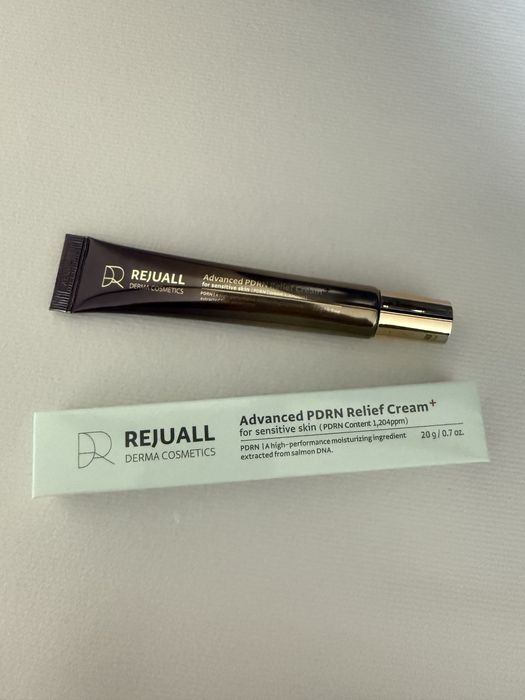 REJUALL
DERMA COSMETICS
Advanced PDRN Relief Cream+
for sensitive skin
REJUALL
DERMA COSMETICS
Advanced PDRN Relief Cream+
for sensitive skin (PDRN Content 1,204ppm)
PDRN | A high-performance moisturizing ingredient
extracted from salmon DNA.
20 g / 0.7 oz.